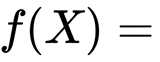 f(X) =